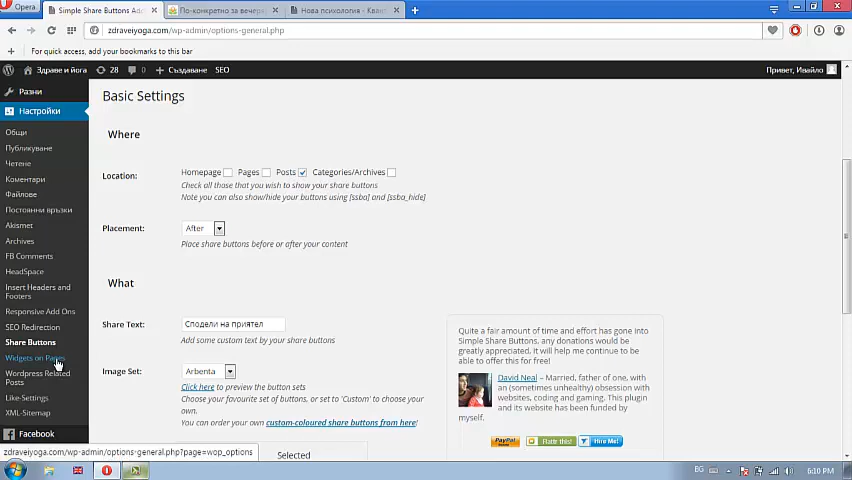 Opera
Simple Share Buttons Ad
По-конкретно за вечеря
Нова психология - Квак
zdraveiyoga.com/wp-admin/options-general.php
For quick access, add your bookmarks to this bar
Здраве и йога
28
0
Създаване
SEO
Привет, Ивайло
Разни
Настройки
Общи
Публикуване
Четене
Коментари
Файлове
Постоянни връзки
Akismet
Archives
FB Comments
HeadSpace
Insert Headers and
Footers
Responsive Add Ons
SEO Redirection
Share Buttons
Widgets on Pages
Wordpress Related
Posts
Like-Settings
XML-Sitemap
Facebook
Basic Settings
Where
Location:
Homepage Pages Posts Categories/Archives
Check all those that you wish to show your share buttons
Note you can also show/hide your buttons using [ssba] and [ssba_hide]
Placement:
After
Place share buttons before or after your content
What
Share Text:
Сподели на приятел
Add some custom text by your share buttons
Image Set:
Arbenta
Click here to preview the button sets
Choose your favourite set of buttons, or set to 'Custom' to choose your
own.
You can order your own custom-coloured share buttons from here!
Selected
Quite a fair amount of time and effort has gone into
Simple Share Buttons, any donations would be
greatly appreciated, it will help me continue to be
able to offer this for free!
David Neal – Married, father of one, with
an (sometimes unhealthy) obsession with
websites, coding and gaming. This plugin
and its website has been funded by
myself.
PayPal
Rate this!
Hire Me!
zdraveiyoga.com/wp-admin/options-general.php?page=wop_options
BG
6:10 PM